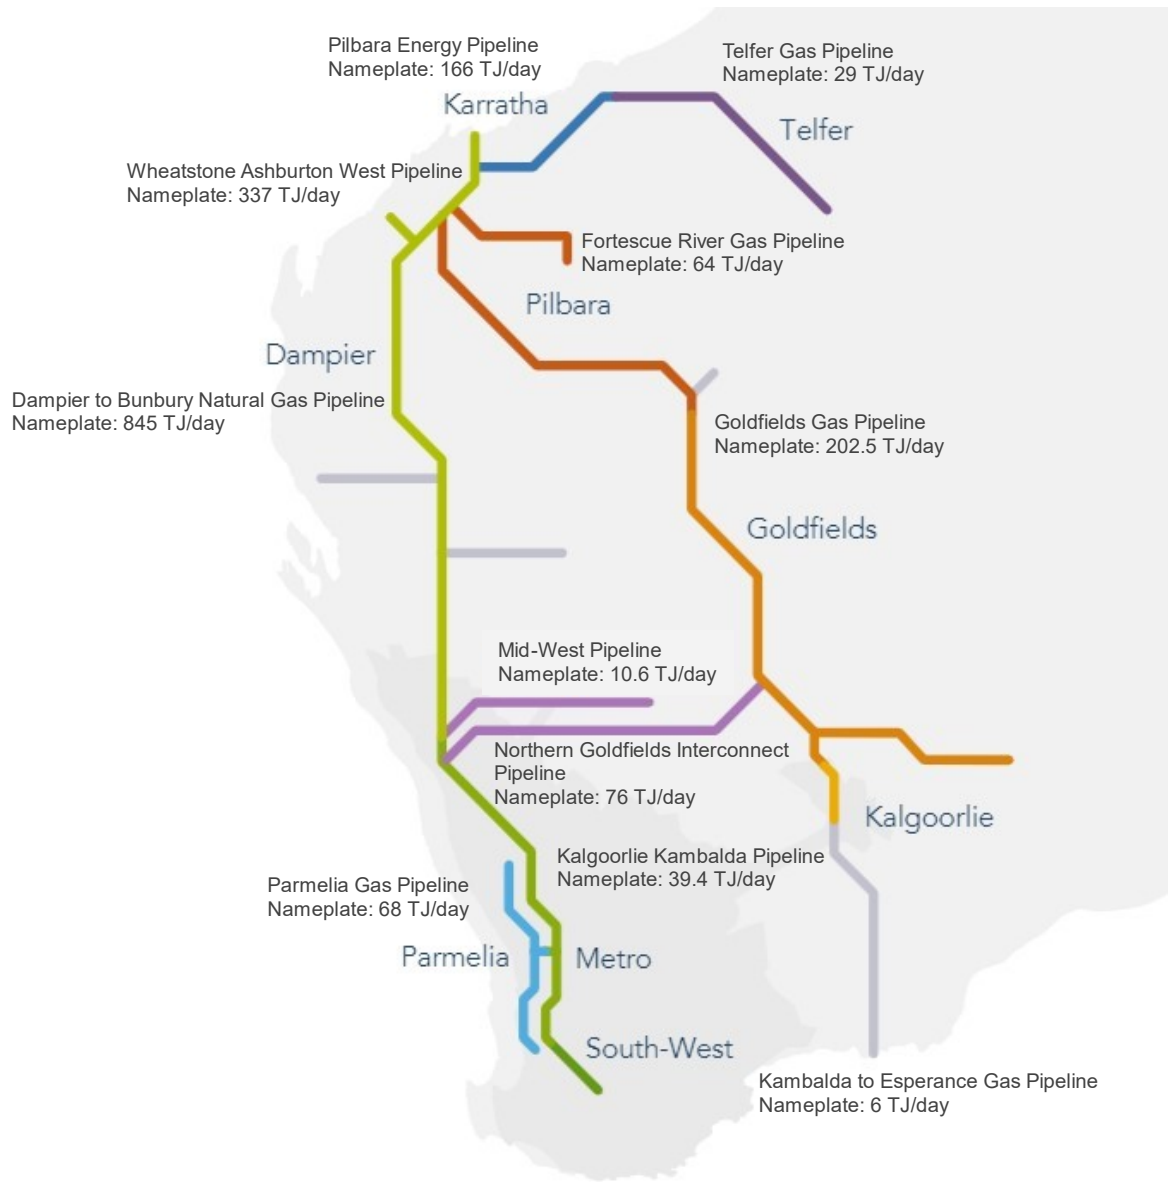 Pilbara Energy Pipeline
Nameplate: 166 TJ/day
Telfer Gas Pipeline
Nameplate: 29 TJ/day
Karratha
Telfer
Wheatstone Ashburton West Pipeline
Nameplate: 337 TJ/day
Fortescue River Gas Pipeline
Nameplate: 64 TJ/day
Pilbara
Dampier
Dampier to Bunbury Natural Gas Pipeline
Nameplate: 845 TJ/day
Goldfields Gas Pipeline
Nameplate: 202.5 TJ/day
Goldfields
Mid-West Pipeline
Nameplate: 10.6 TJ/day
Northern Goldfields Interconnect
Pipeline
Nameplate: 76 TJ/day
Kalgoorlie
Kalgoorlie Kambalda Pipeline
Nameplate: 39.4 TJ/day
Parmelia Gas Pipeline
Nameplate: 68 TJ/day
Parmelia
Metro
South-West
Kambalda to Esperance Gas Pipeline
Nameplate: 6 TJ/day